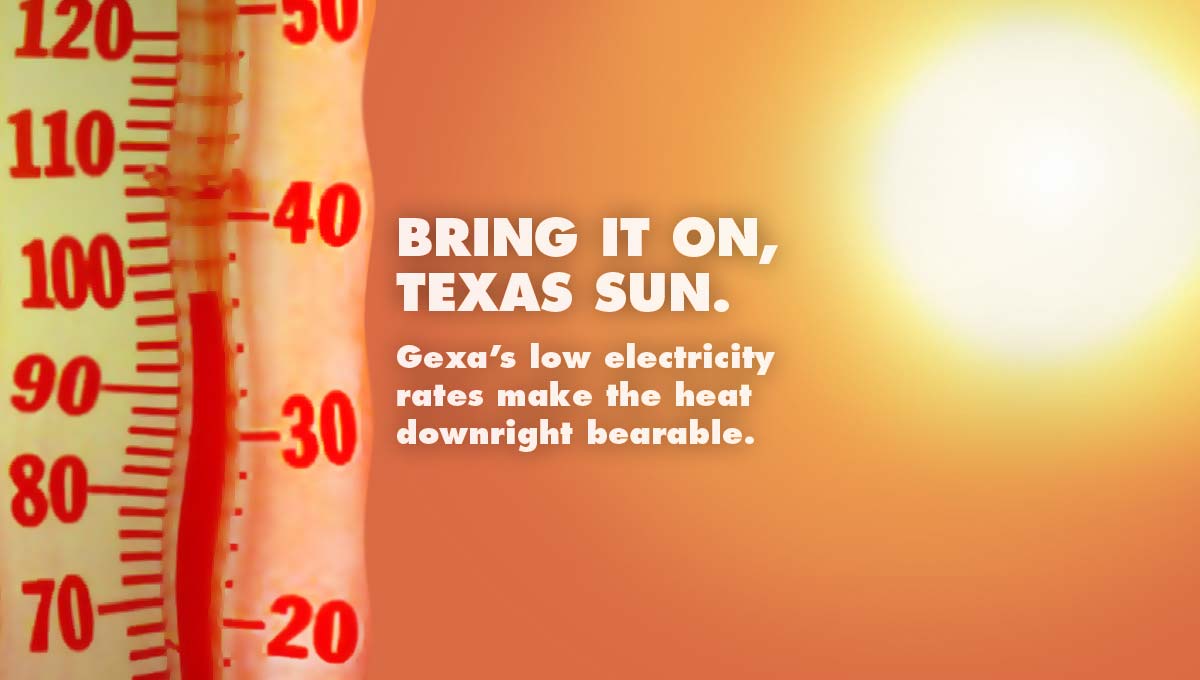 120
110
100
90
80
70
50
40
30
20
BRING IT ON,
TEXAS SUN.
Gexa’s low electricity
rates make the heat
downright bearable.